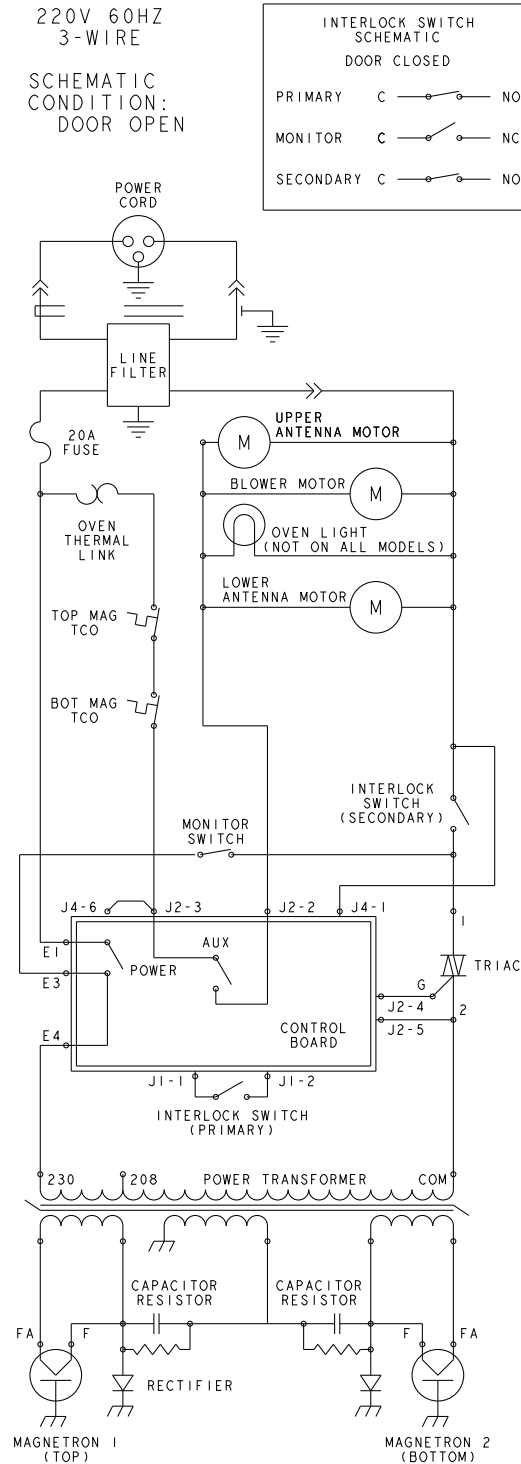 220V 60HZ
3-WIRE
SCHEMATIC
CONDITION:
DOOR OPEN
INTERLOCK SWITCH
SCHEMATIC
DOOR CLOSED
PRIMARY C NO
MONITOR C NC
SECONDARY C NO
POWER
CORD
LINE
FILTER
20A
FUSE
UPPER
ANTENNA MOTOR
M
BLOWER MOTOR
M
OVEN LIGHT
(NOT ON ALL MODELS)
OVEN
THERMAL
LINK
LOWER
ANTENNA MOTOR
M
TOP MAG
TCO
BOT MAG
TCO
INTERLOCK
SWITCH
(SECONDARY)
MONITOR
SWITCH
J4-6 J2-3 J2-2 J4-1 1
E1 POWER AUX
E3
TRIAC
G
J2-4
2
J2-5
E4
CONTROL
BOARD
J1-1 J1-2
INTERLOCK SWITCH
(PRIMARY)
230 208 POWER TRANSFORMER COM
CAPACITOR
RESISTOR
CAPACITOR
RESISTOR
FA F F FA
RECTIFIER
MAGNETRON 1
(TOP)
MAGNETRON 2
(BOTTOM)